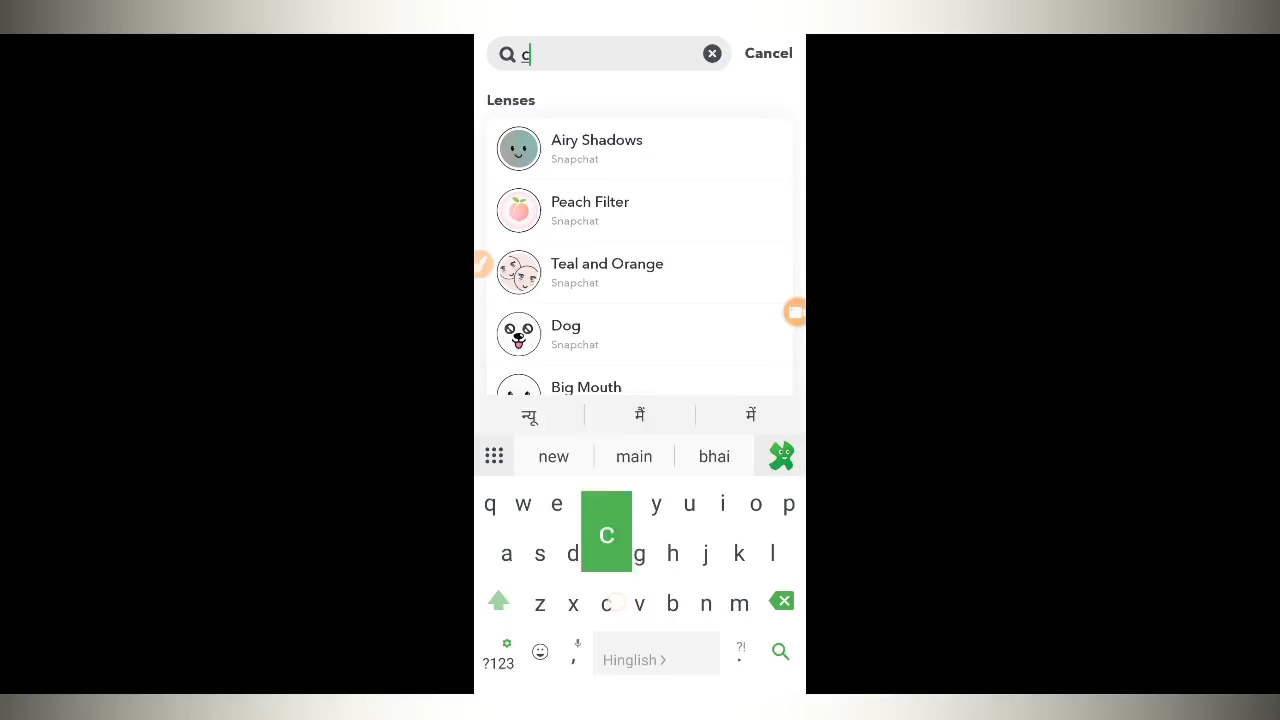 c
Cancel
Lenses
Airy Shadows
Snapchat
Peach Filter
Snapchat
Teal and Orange
Snapchat
Dog
Snapchat
Big Mouth
न्यू मैं में
new main bhai
q w e y u i o p
C
a s d g h j k l
z x c v b n m
?123 , Hinglish > ?! .